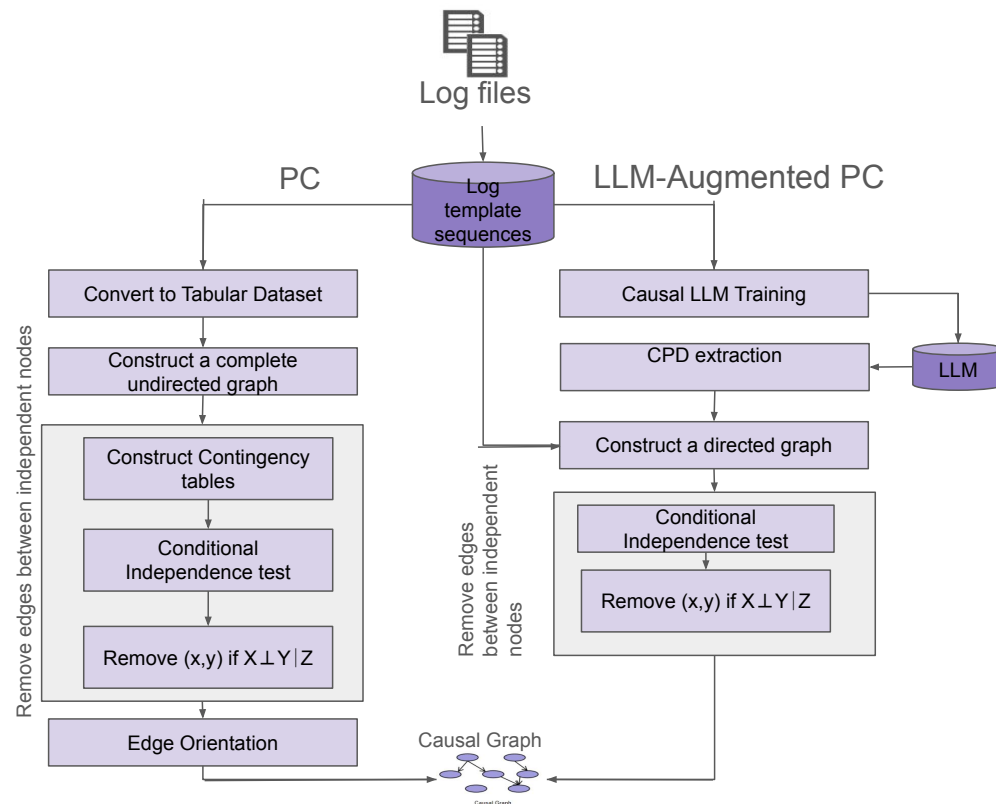 Log files
PC
LLM-Augmented PC
Log
template
sequences
Convert to Tabular Dataset
Construct a complete
undirected graph
Remove edges between independent nodes
Construct Contingency
tables
Conditional
Independence test
Remove (x,y) if X⊥Y|Z
Edge Orientation
Causal LLM Training
CPD extraction
LLM
Construct a directed graph
Remove edges
between independent
nodes
Conditional
Independence test
Remove (x,y) if X⊥Y|Z
Causal Graph
Causal Graph